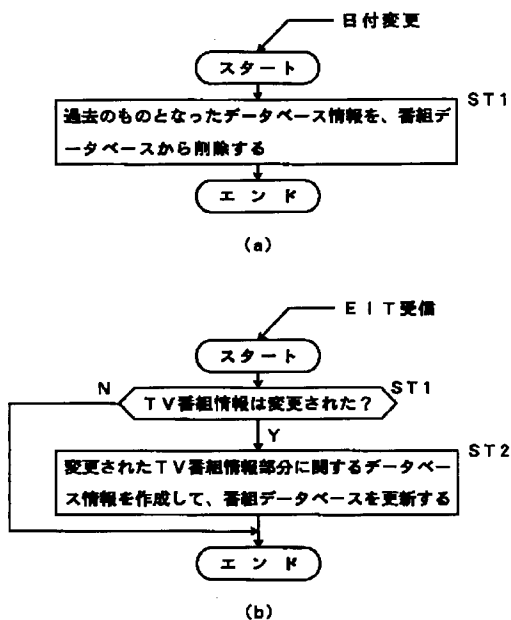 日付変更
スタート
ST1
過去のものとなったデータベース情報を、番組デ
ータベースから削除する
エンド
(a)
EIT受信
スタート
N
ST1
TV番組情報は変更された?
Y
ST2
変更されたTV番組情報部分に関するデータベー
ス情報を作成して、番組データベースを更新する
エンド
(b)